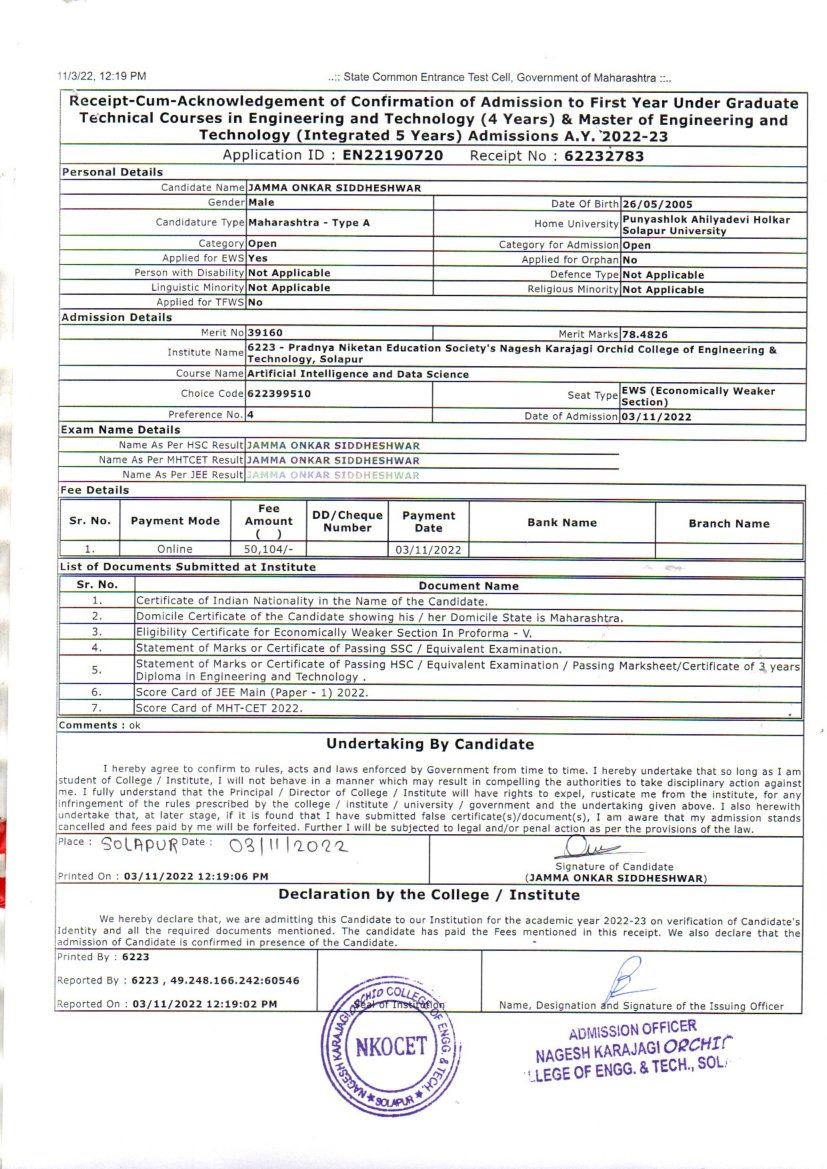 11/3/22, 12:19 PM ..:: State Common Entrance Test Cell, Government of Maharashtra ::..
Receipt-Cum-Acknowledgement of Confirmation of Admission to First Year Under Graduate
Technical Courses in Engineering and Technology (4 Years) & Master of Engineering and
Technology (Integrated 5 Years) Admissions A.Y. 2022-23
Application ID : EN22190720 Receipt No : 62232783
Personal Details
Candidate Name JAMMA ONKAR SIDDHESHWAR
Gender Male Date Of Birth 26/05/2005
Candidature Type Maharashtra - Type A Home University Punyashlok Ahilyadevi Holkar
Solapur University
Category Open Category for Admission Open
Applied for EWS Yes Applied for Orphan No
Person with Disability Not Applicable Defence Type Not Applicable
Linguistic Minority Not Applicable Religious Minority Not Applicable
Applied for TFWS No
Admission Details
Merit No 39160 Merit Marks 78.4826
Institute Name 6223 - Pradnya Niketan Education Society's Nagesh Karajagi Orchid College of Engineering &
Technology, Solapur
Course Name Artificial Intelligence and Data Science
Choice Code 622399510 Seat Type EWS (Economically Weaker
Section)
Preference No. 4 Date of Admission 03/11/2022
Exam Name Details
Name As Per HSC Result JAMMA ONKAR SIDDHESHWAR
Name As Per MHTCET Result JAMMA ONKAR SIDDHESHWAR
Name As Per JEE Result JAMMA ONKAR SIDDHESHWAR
Fee Details
Sr. No. Payment Mode Fee Amount ( ) DD/Cheque Number Payment Date Bank Name Branch Name
1. Online 50,104/- 03/11/2022
List of Documents Submitted at Institute
Sr. No. Document Name
1. Certificate of Indian Nationality in the Name of the Candidate.
2. Domicile Certificate of the Candidate showing his / her Domicile State is Maharashtra.
3. Eligibility Certificate for Economically Weaker Section In Proforma - V.
4. Statement of Marks or Certificate of Passing SSC / Equivalent Examination.
5. Statement of Marks or Certificate of Passing HSC / Equivalent Examination / Passing Marksheet/Certificate of 3 years
Diploma in Engineering and Technology .
6. Score Card of JEE Main (Paper - 1) 2022.
7. Score Card of MHT-CET 2022.
Comments : ok
Undertaking By Candidate
I hereby agree to confirm to rules, acts and laws enforced by Government from time to time. I hereby undertake that so long as I am
student of College / Institute, I will not behave in a manner which may result in compelling the authorities to take disciplinary action against
me. I fully understand that the Principal / Director of College / Institute will have rights to expel, rusticate me from the institute, for any
infringement of the rules prescribed by the college / institute / university / government and the undertaking given above. I also herewith
undertake that, at later stage, if it is found that I have submitted false certificate(s)/document(s), I am aware that my admission stands
cancelled and fees paid by me will be forfeited. Further I will be subjected to legal and/or penal action as per the provisions of the law.
Place : SOLAPUR Date : 03/11/2022
Signature of Candidate
Printed On : 03/11/2022 12:19:06 PM (JAMMA ONKAR SIDDHESHWAR)
Declaration by the College / Institute
We hereby declare that, we are admitting this Candidate to our Institution for the academic year 2022-23 on verification of Candidate's
Identity and all the required documents mentioned. The candidate has paid the Fees mentioned in this receipt. We also declare that the
admission of Candidate is confirmed in presence of the Candidate.
Printed By : 6223
Reported By : 6223 , 49.248.166.242:60546
Reported On : 03/11/2022 12:19:02 PM Seal of Institution Name, Designation and Signature of the Issuing Officer
NAGESH KARAJAGI ORCHID COLLEGE OF ENGG. & TECH. ★ SOLAPUR ★
NKOCET
ADMISSION OFFICER
NAGESH KARAJAGI ORCHID
LLEGE OF ENGG. & TECH., SOL